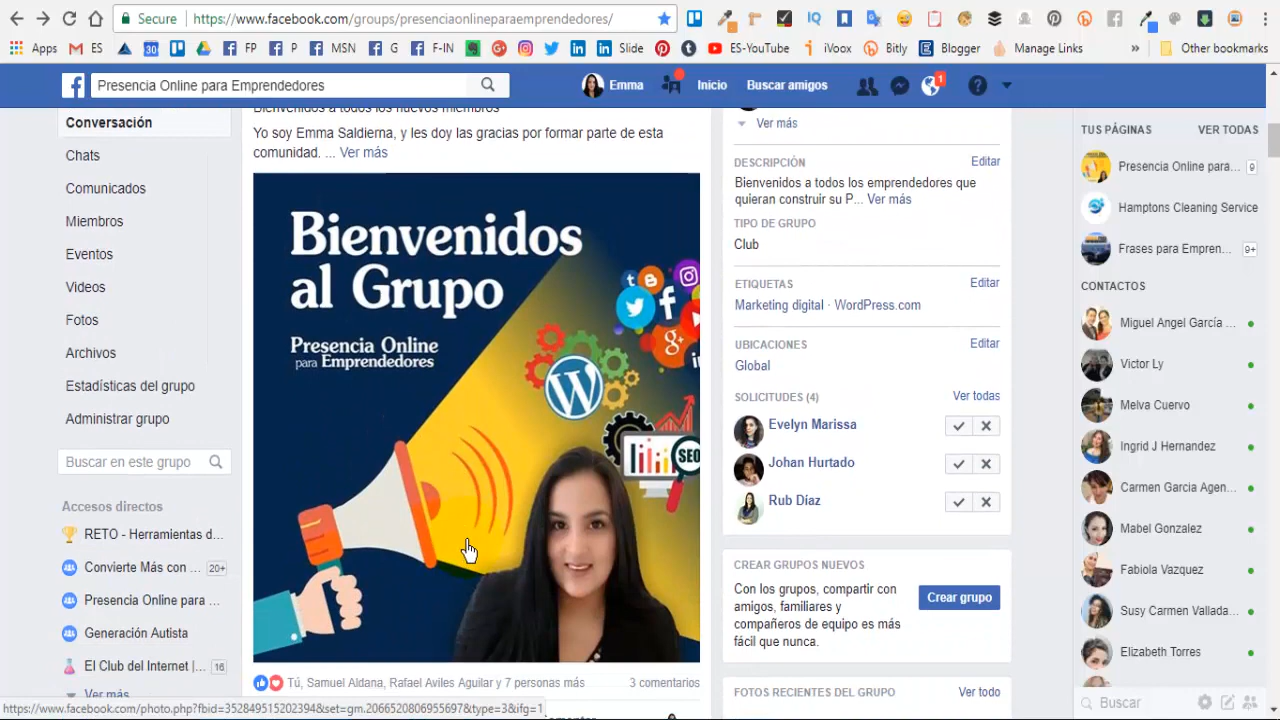 Secure
https://www.facebook.com/groups/presenciaonlineparaemprendedores/
IQ
Apps
ES
30
FP
P
MSN
G
F-IN
Slide
ES-YouTube
iVoox
Bitly
Blogger
Manage Links
»
Other bookmarks
Presencia Online para Emprendedores
Emma
Inicio
Buscar amigos
1
Conversación
Chats
Comunicados
Miembros
Eventos
Videos
Fotos
Archivos
Estadísticas del grupo
Administrar grupo
Buscar en este grupo
Accesos directos
RETO - Herramientas d...
Convierte Más con ...
20+
Presencia Online para ...
Generación Autista
El Club del Internet |...
16
Ver más
Bienvenidos a todos los nuevos miembros
Yo soy Emma Saldierna, y les doy las gracias por formar parte de esta
comunidad. ... Ver más
Bienvenidos
al Grupo
Presencia Online
para Emprendedores
SEO
Tú, Samuel Aldana, Rafael Aviles Aguilar y 7 personas más
3 comentarios
Ver más
DESCRIPCIÓN
Editar
Bienvenidos a todos los emprendedores que
quieran construir su P... Ver más
TIPO DE GRUPO
Club
ETIQUETAS
Editar
Marketing digital · WordPress.com
UBICACIONES
Editar
Global
SOLICITUDES (4)
Ver todas
Evelyn Marissa
Johan Hurtado
Rub Díaz
CREAR GRUPOS NUEVOS
Con los grupos, compartir con
amigos, familiares y
compañeros de equipo es más
fácil que nunca.
Crear grupo
FOTOS RECIENTES DEL GRUPO
Ver todo
TUS PÁGINAS
VER TODAS
Presencia Online para...
9
Hamptons Cleaning Service
Frases para Empren...
9+
CONTACTOS
Miguel Angel García ...
Victor Ly
Melva Cuervo
Ingrid J Hernandez
Carmen Garcia Agen...
Mabel Gonzalez
Fabiola Vazquez
Susy Carmen Vallada...
Elizabeth Torres
Buscar
https://www.facebook.com/photo.php?fbid=352849515202394&set=gm.2066520806955697&type=3&ifg=1